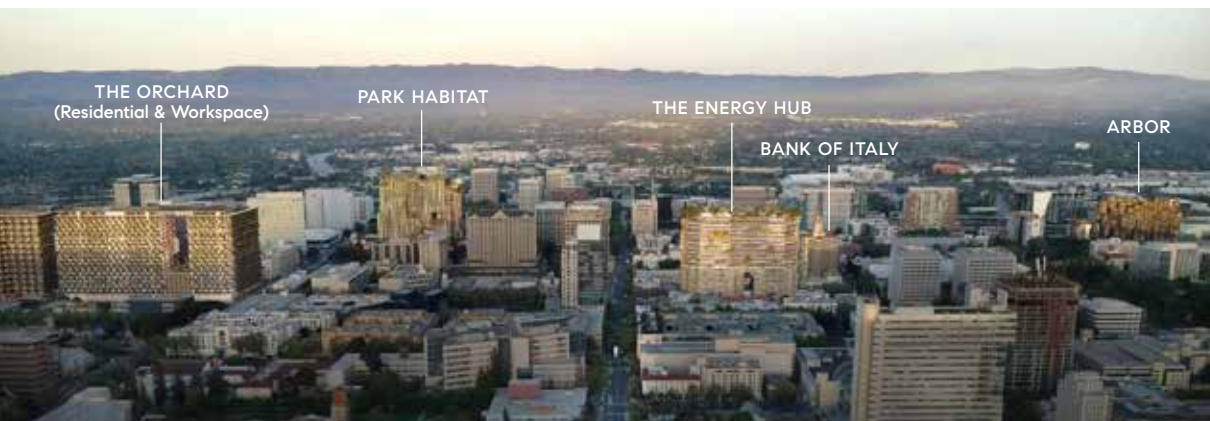 THE ORCHARD
(Residential & Workspace)
PARK HABITAT
THE ENERGY HUB
BANK OF ITALY
ARBOR